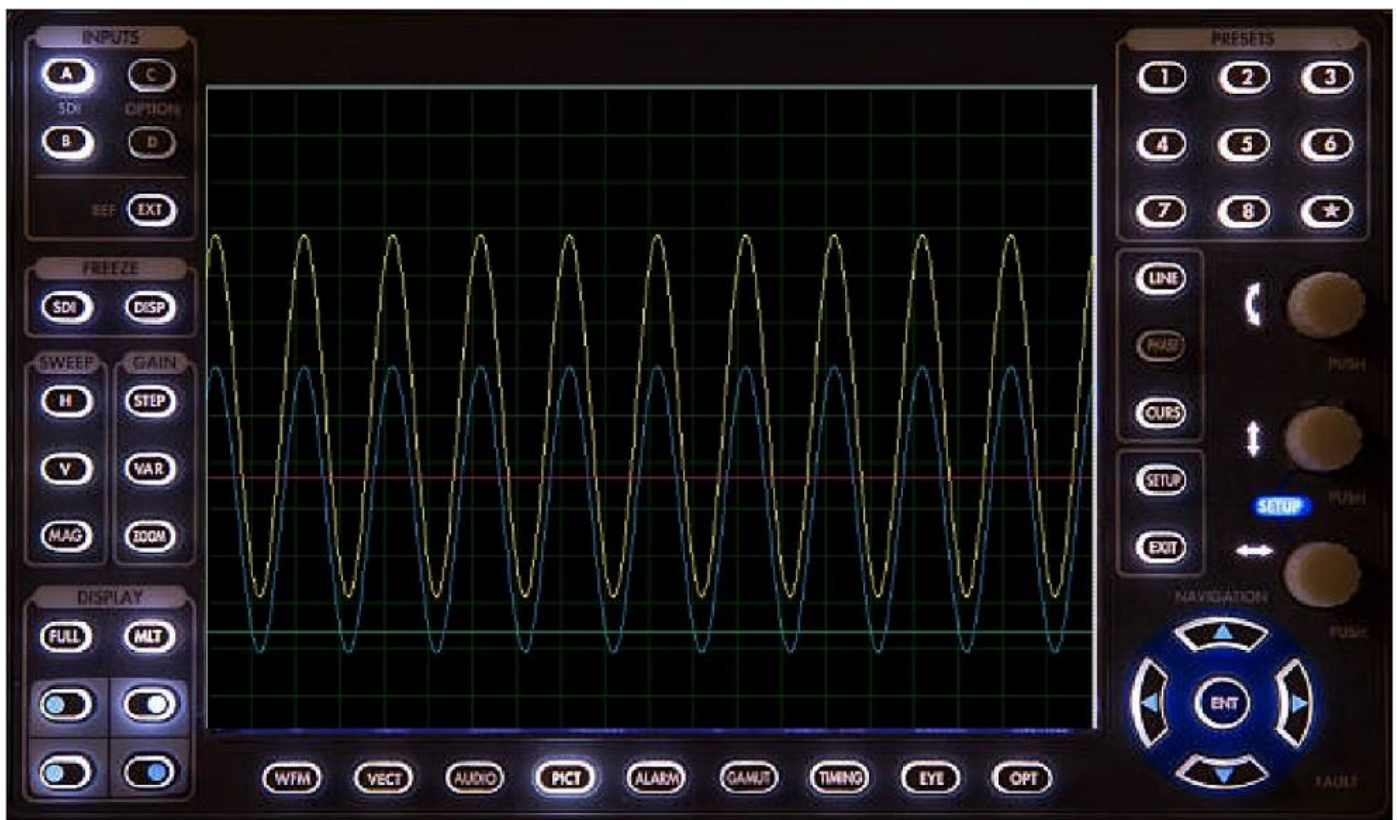 INPUTS
A
C
SDI
OPTION
B
D
REF
EXT
FREEZE
SDI
DISP
SWEEP
GAIN
H
STEP
V
VAR
MAG
ZOOM
DISPLAY
FULL
MLT
WFM
VECT
AUDIO
PICT
ALARM
GAMUT
TIMING
EYE
OPT
PRESETS
1
2
3
4
5
6
7
8
★
LINE
PHASE
PUSH
CURS
SETUP
PUSH
SETUP
EXIT
NAVIGATION
PUSH
ENT
FAULT